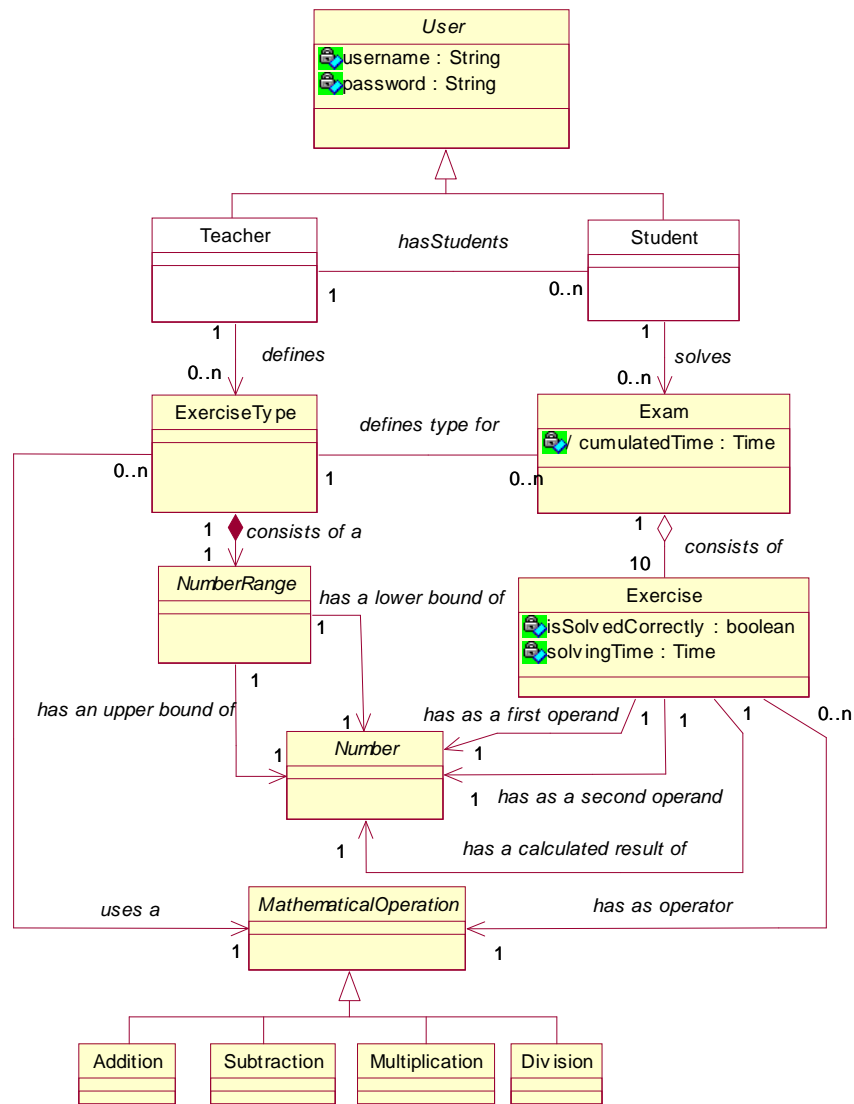 User
username : String
password : String
Teacher
hasStudents
Student
1
0..n
1
defines
0..n
1
solves
0..n
ExerciseType
defines type for
Exam
/ cumulatedTime : Time
0..n
1
0..n
1
consists of a
1
1
consists of
10
NumberRange
has a lower bound of
1
1
Exercise
isSolvedCorrectly : boolean
solvingTime : Time
has an upper bound of
1
has as a first operand
1
1
1
0..n
1
Number
1
1
1
has as a second operand
1
has a calculated result of
uses a
MathematicalOperation
has as operator
1
1
Addition
Subtraction
Multiplication
Division